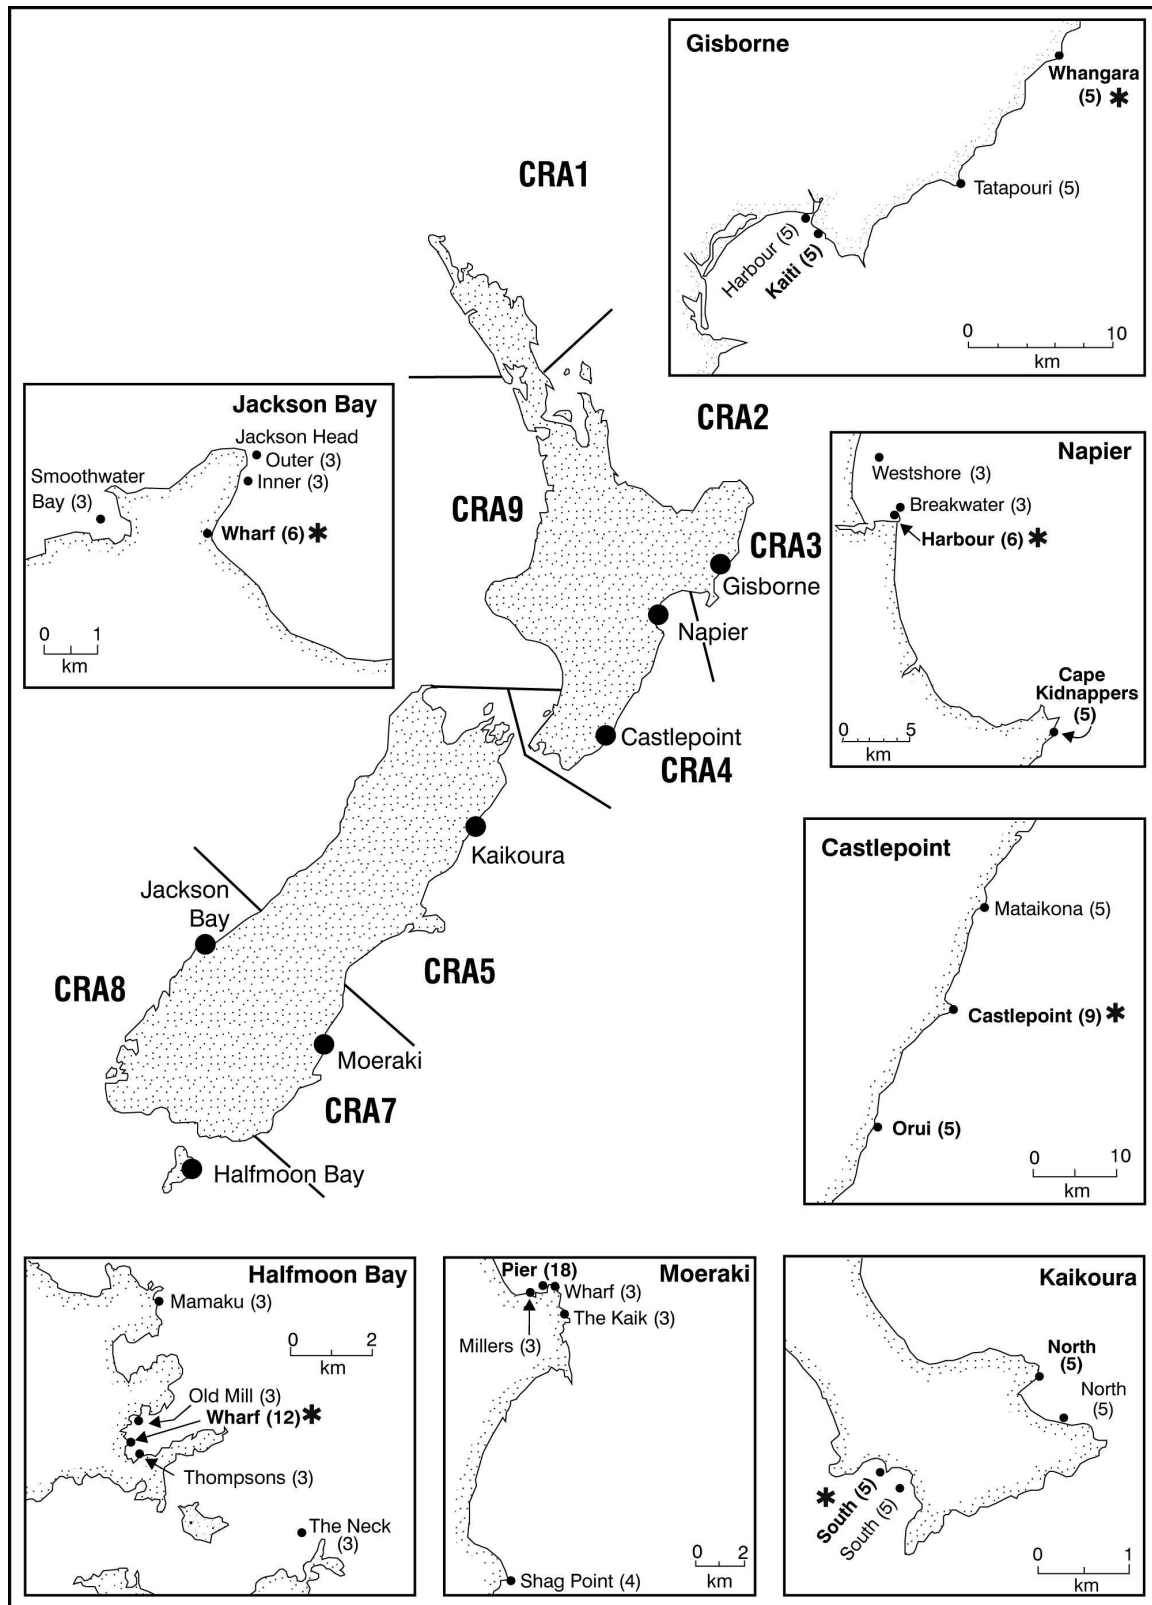 Gisborne
Whangara
(5) *
Tatapouri (5)
Harbour (5)
Kaiti (5)
0 10
km
CRA1
CRA2
CRA9
CRA3
Gisborne
Napier
Castlepoint
CRA4
Kaikoura
Jackson
Bay
CRA8
CRA5
Moeraki
CRA7
Halfmoon Bay
Jackson Bay
Jackson Head
Outer (3)
Inner (3)
Smoothwater
Bay (3)
Wharf (6) *
0 1
km
Napier
Westshore (3)
Breakwater (3)
Harbour (6) *
Cape
Kidnappers
(5)
0 5
km
Castlepoint
Mataikona (5)
Castlepoint (9) *
Orui (5)
0 10
km
Halfmoon Bay
Mamaku (3)
0 2
km
Old Mill (3)
Wharf (12) *
Thompsons (3)
The Neck
(3)
Moeraki
Pier (18)
Wharf (3)
The Kaik (3)
Millers (3)
0 2
km
Shag Point (4)
Kaikoura
North
(5)
North
(5)
* South (5)
South (5)
0 1
km